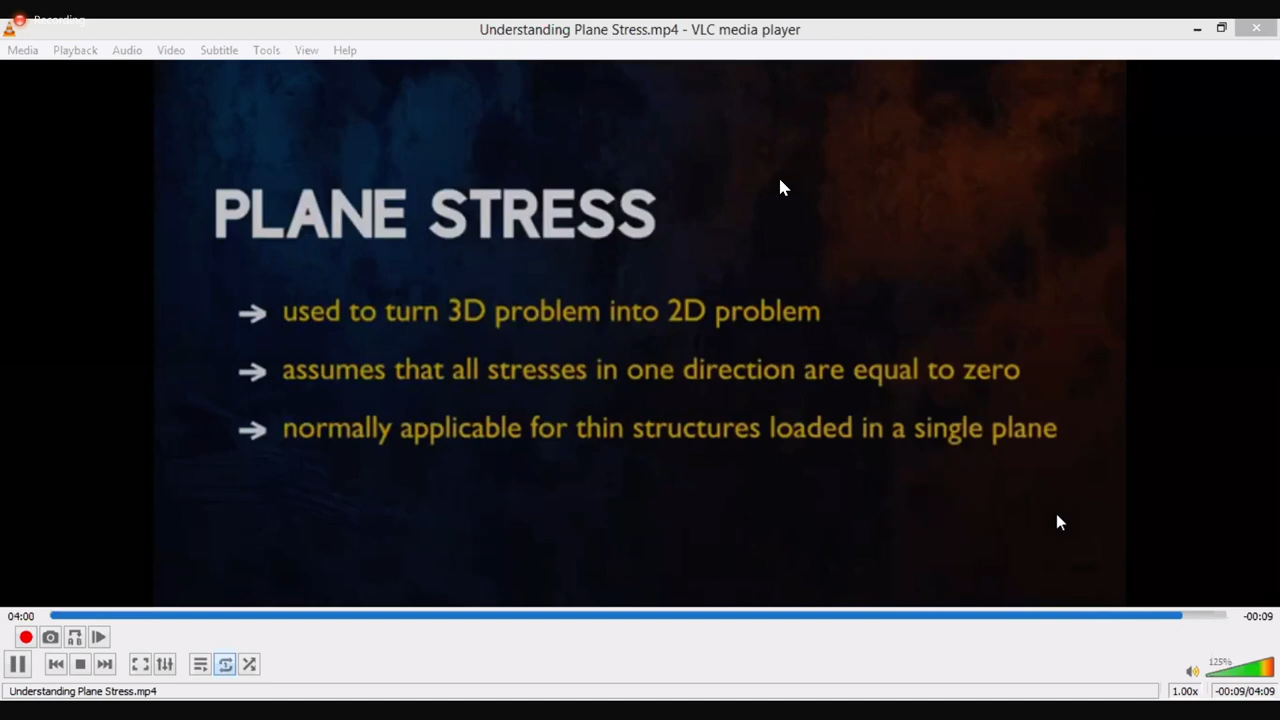 Recording
Understanding Plane Stress.mp4 - VLC media player
Media Playback Audio Video Subtitle Tools View Help
PLANE STRESS
→ used to turn 3D problem into 2D problem
→ assumes that all stresses in one direction are equal to zero
→ normally applicable for thin structures loaded in a single plane
04:00 -00:09
A B
125%
Understanding Plane Stress.mp4 1.00x -00:09/04:09